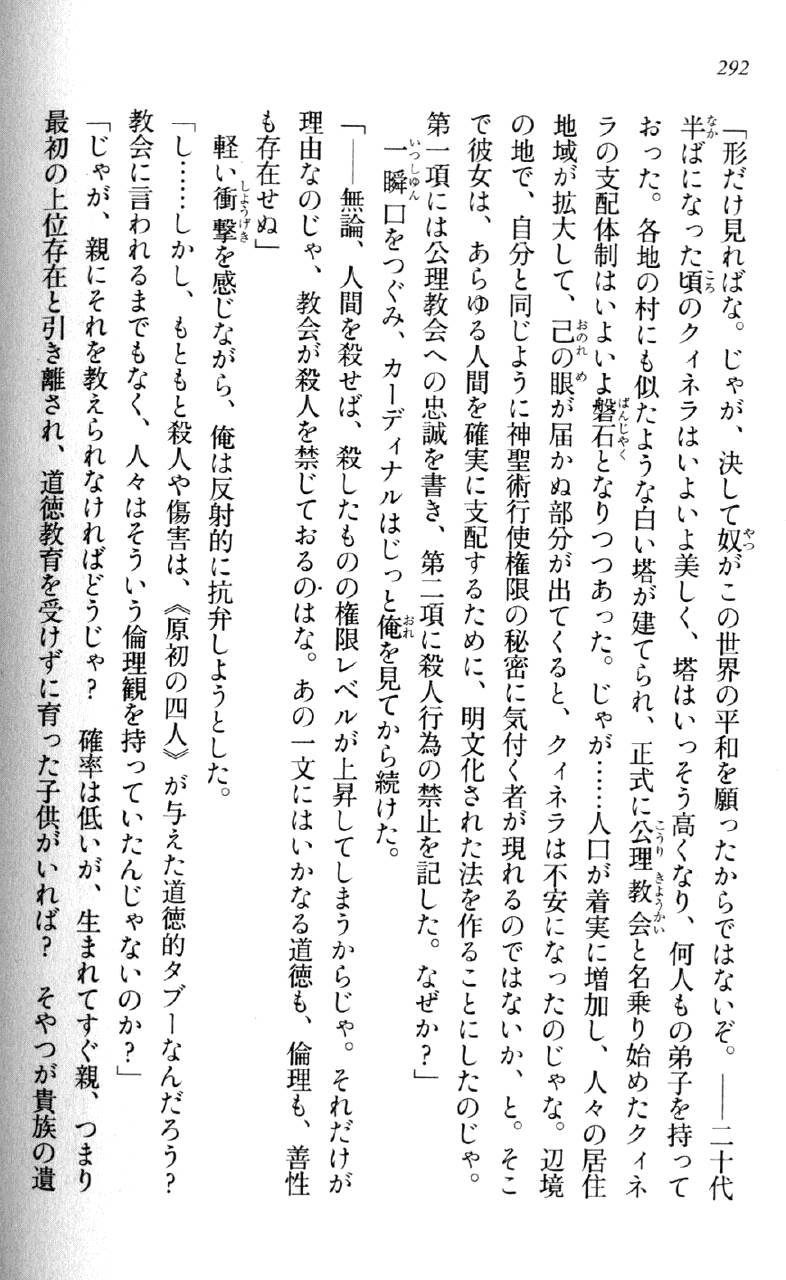 292
「形だけ見ればな。じゃが、決して奴がこの世界の平和を願ったからではないぞ。――二十代
半ばになった頃のクィネラはいよいよ美しく、塔はいっそう高くなり、何人もの弟子を持って
おった。各地の村にも似たような白い塔が建てられ、正式に公理教会と名乗り始めたクィネ
ラの支配体制はいよいよ磐石となりつつあった。じゃが……人口が着実に増加し、人々の居住
地域が拡大して、己の眼が届かぬ部分が出てくると、クィネラは不安になったのじゃな。辺境
の地で、自分と同じように神聖術行使権限の秘密に気付く者が現れるのではないか、と。そこ
で彼女は、あらゆる人間を確実に支配するために、明文化された法を作ることにしたのじゃ。
第一項には公理教会への忠誠を書き、第二項に殺人行為の禁止を記した。なぜか？」
一瞬口をつぐみ、カーディナルはじっと俺を見てから続けた。
「――無論、人間を殺せば、殺したものの権限レベルが上昇してしまうからじゃ。それだけが
理由なのじゃ、教会が殺人を禁じておるのはな。あの一文にはいかなる道徳も、倫理も、善性
も存在せぬ」
軽い衝撃を感じながら、俺は反射的に抗弁しようとした。
「し……しかし、もともと殺人や傷害は、《原初の四人》が与えた道徳的タブーなんだろう？
教会に言われるまでもなく、人々はそういう倫理観を持っていたんじゃないのか？」
「じゃが、親にそれを教えられなければどうじゃ？　確率は低いが、生まれてすぐ親、つまり
最初の上位存在と引き離され、道徳教育を受けずに育った子供がいれば？　そやつが貴族の遺